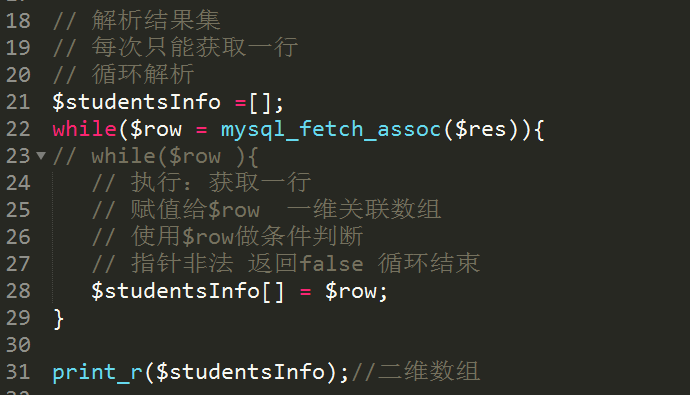 18 // 解析结果集
19 // 每次只能获取一行
20 // 循环解析
21 $studentsInfo =[];
22 while($row = mysql_fetch_assoc($res)){
23 // while($row ){
24 // 执行：获取一行
25 // 赋值给$row  一维关联数组
26 // 使用$row做条件判断
27 // 指针非法 返回false 循环结束
28 $studentsInfo[] = $row;
29 }
30
31 print_r($studentsInfo);//二维数组